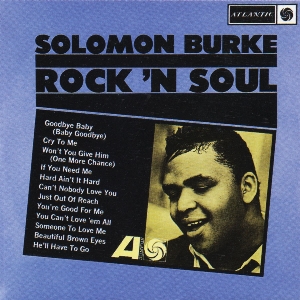 ATLANTIC
SOLOMON BURKE
ROCK 'N SOUL
Goodbye Baby
(Baby Goodbye)
Cry To Me
Won't You Give Him
(One More Chance)
If You Need Me
Hard Ain't It Hard
Can't Nobody Love You
Just Out Of Reach
You're Good For Me
You Can't Love 'em All
Someone To Love Me
Beautiful Brown Eyes
He'll Have To Go
A